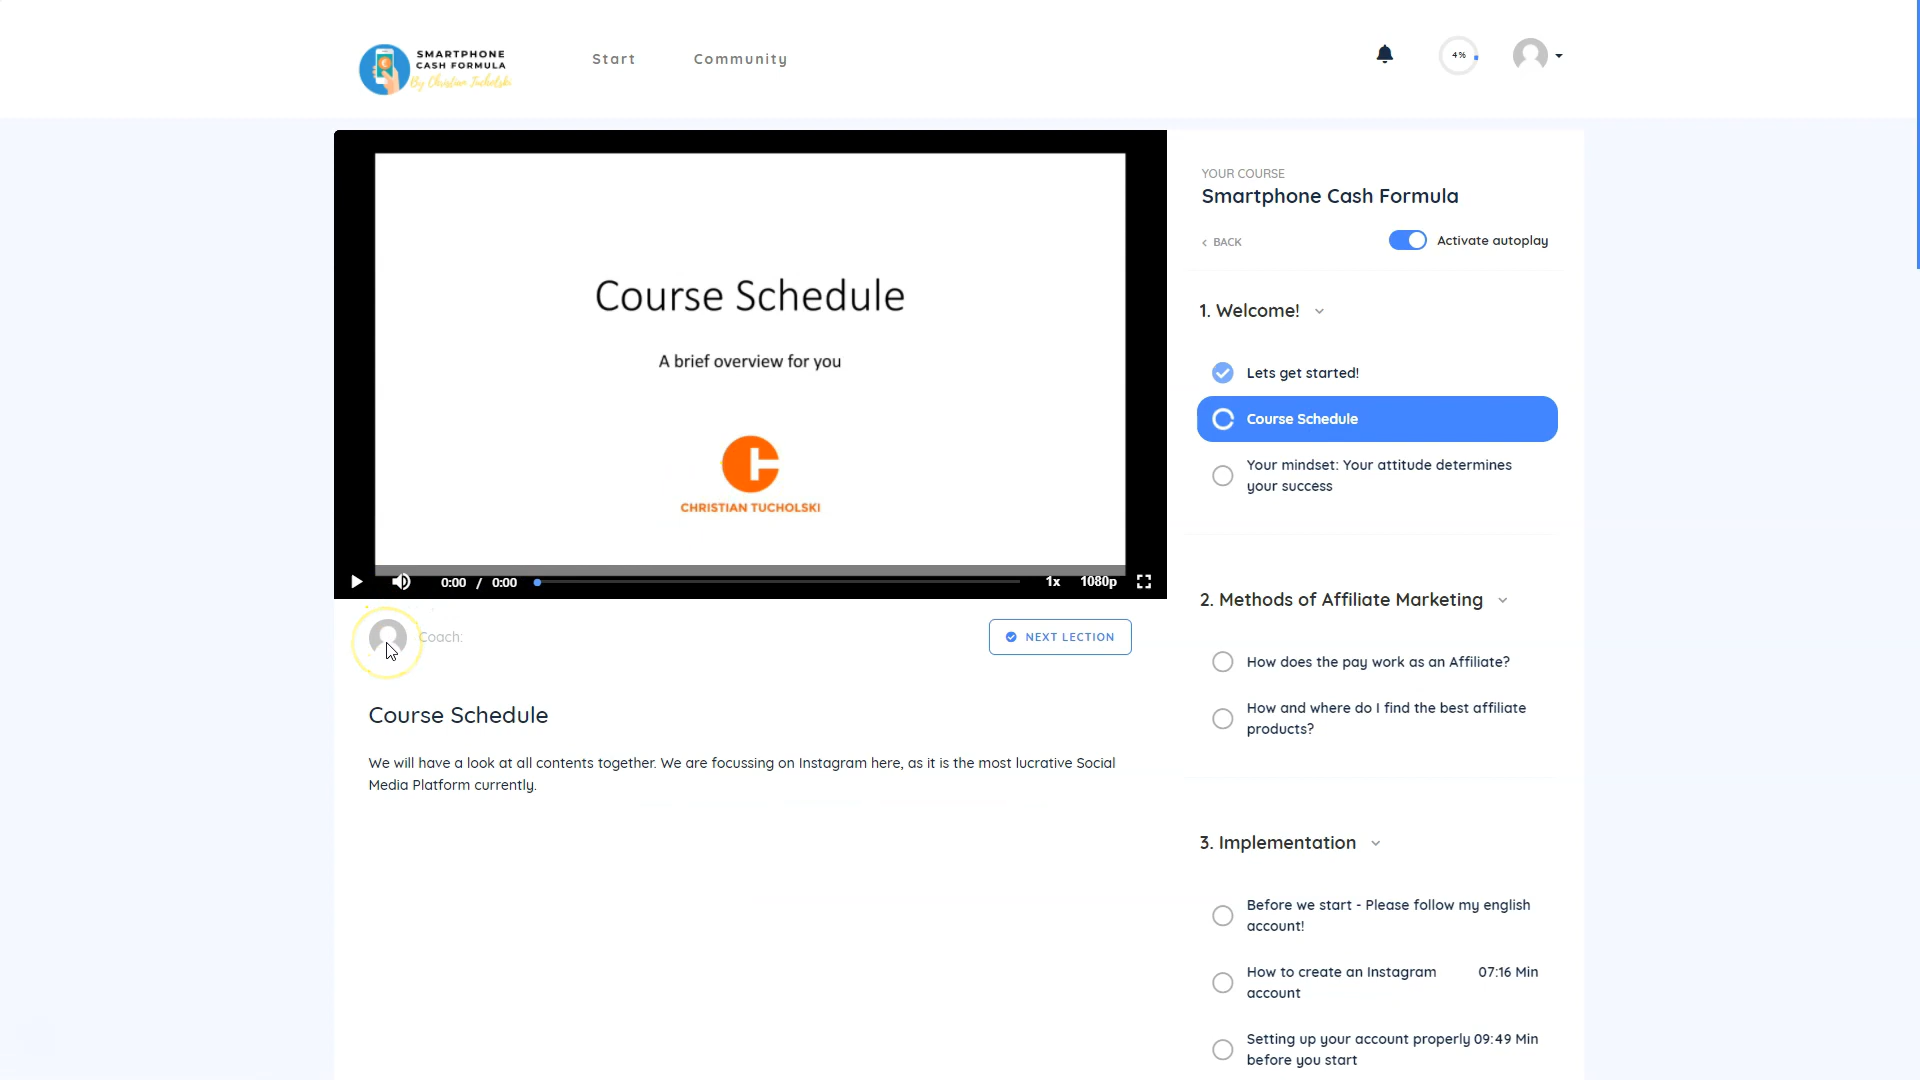 SMARTPHONE
CASH FORMULA
By Christian Tucholski
Start
Community
4%
Course Schedule
A brief overview for you
CHRISTIAN TUCHOLSKI
0:00 / 0:00
1x
1080p
Coach:
NEXT LECTION
Course Schedule
We will have a look at all contents together. We are focussing on Instagram here, as it is the most lucrative Social
Media Platform currently.
YOUR COURSE
Smartphone Cash Formula
BACK
Activate autoplay
1. Welcome!
Lets get started!
Course Schedule
Your mindset: Your attitude determines
your success
2. Methods of Affiliate Marketing
How does the pay work as an Affiliate?
How and where do I find the best affiliate
products?
3. Implementation
Before we start - Please follow my english
account!
How to create an Instagram 07:16 Min
account
Setting up your account properly 09:49 Min
before you start